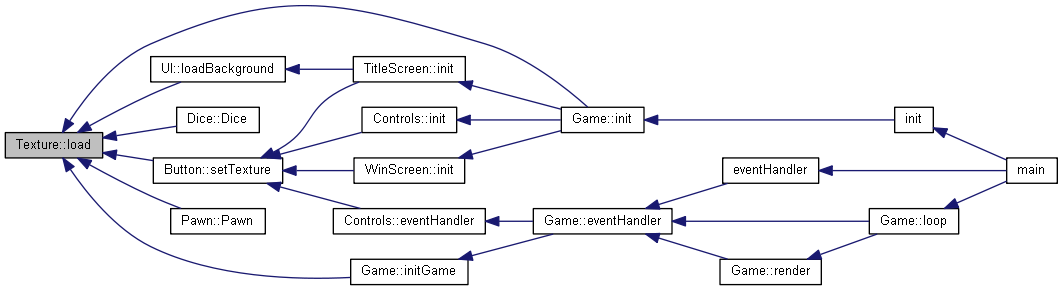 Texture::load
UI::loadBackground
Dice::Dice
Button::setTexture
Pawn::Pawn
TitleScreen::init
Controls::init
WinScreen::init
Controls::eventHandler
Game::initGame
Game::init
Game::eventHandler
eventHandler
Game::render
init
Game::loop
main